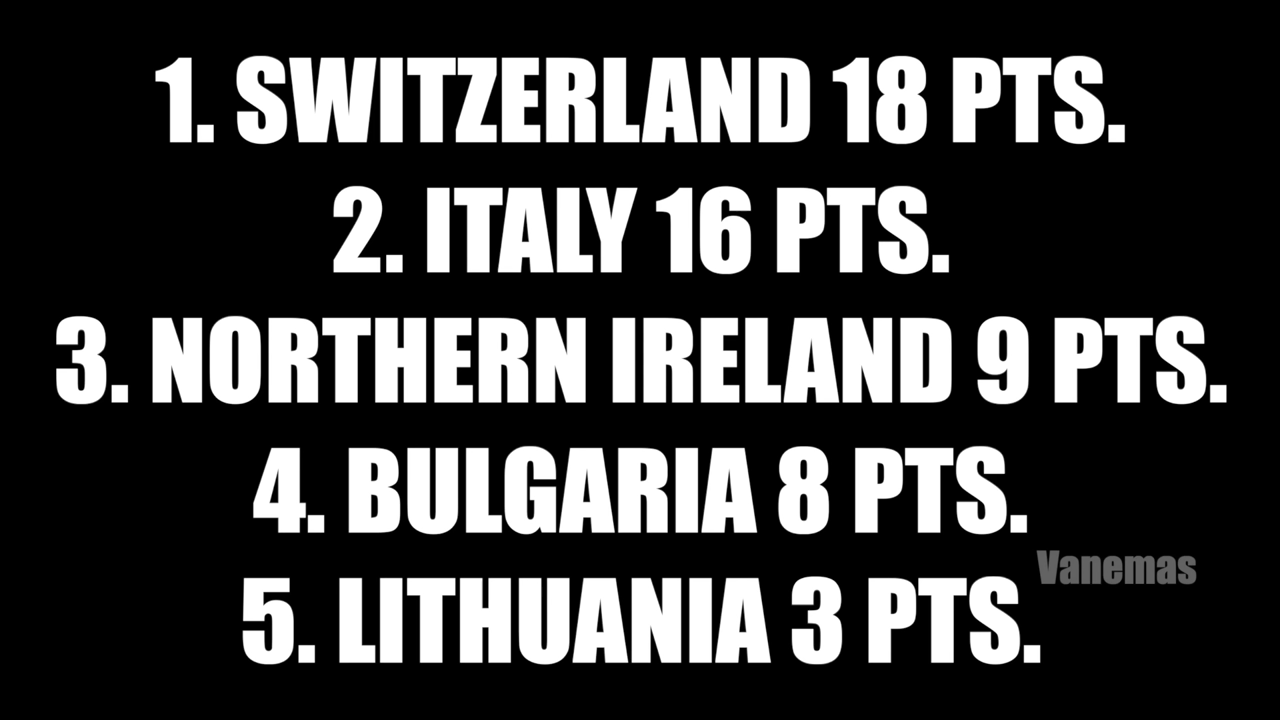 1. SWITZERLAND 18 PTS.
2. ITALY 16 PTS.
3. NORTHERN IRELAND 9 PTS.
4. BULGARIA 8 PTS.
Vanemas
5. LITHUANIA 3 PTS.